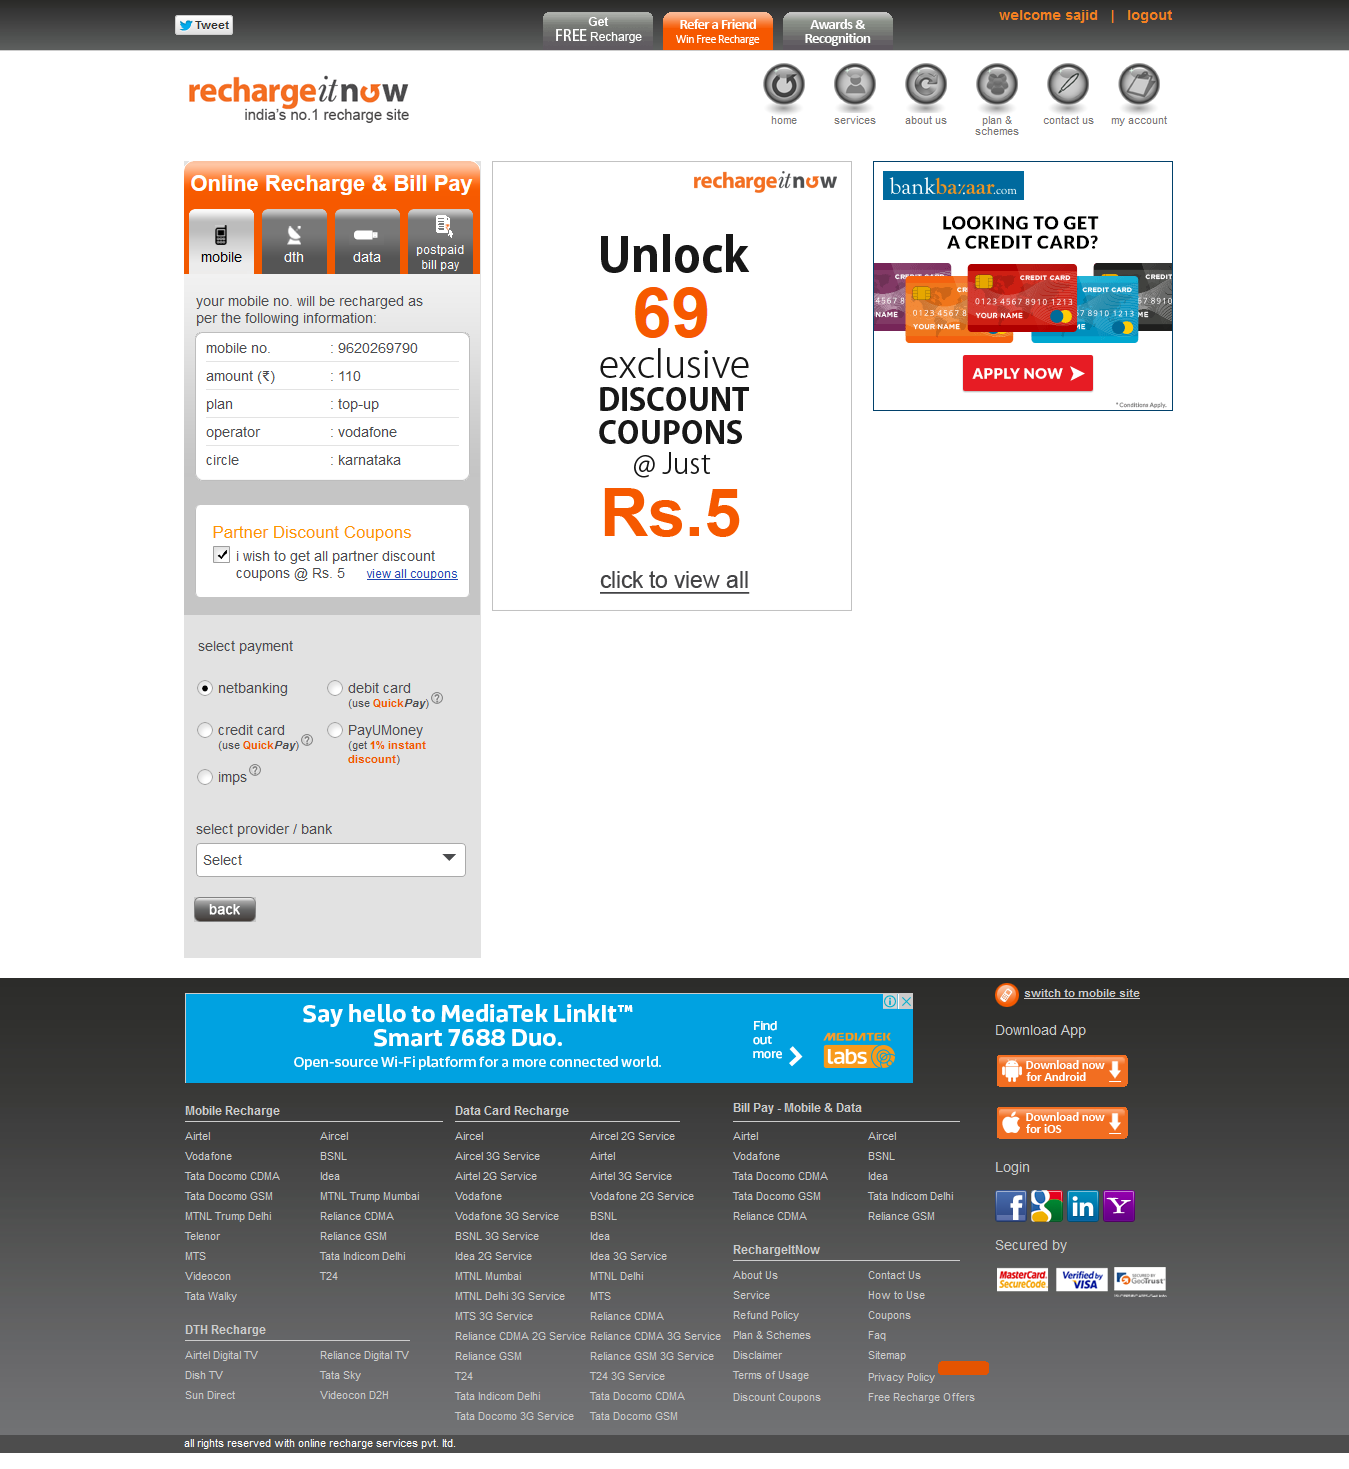 Tweet
Get
FREE Recharge
Refer a Friend
Win Free Recharge
Awards &
Recognition
welcome sajid | logout
rechargeitnow
india's no.1 recharge site
home
services
about us
plan &
schemes
contact us
my account
Online Recharge & Bill Pay
mobile
dth
data
postpaid
bill pay
your mobile no. will be recharged as
per the following information:
mobile no. : 9620269790
amount (₹) : 110
plan : top-up
operator : vodafone
circle : karnataka
Partner Discount Coupons
i wish to get all partner discount
coupons @ Rs. 5 view all coupons
select payment
netbanking
debit card
(use QuickPay) ?
credit card
(use QuickPay) ?
PayUMoney
(get 1% instant
discount)
imps ?
select provider / bank
Select
back
rechargeitnow
Unlock
69
exclusive
DISCOUNT
COUPONS
@ Just
Rs.5
click to view all
bankbazaar.com
LOOKING TO GET
A CREDIT CARD?
CREDIT CARD
CREDIT CARD
CREDIT CARD
0123 4567 8910 1213
YOUR NAME
YOUR NAME
APPLY NOW
*Conditions Apply.
Say hello to MediaTek LinkIt™
Smart 7688 Duo.
Open-source Wi-Fi platform for a more connected world.
Find
out
more
MEDIATEK
labs
switch to mobile site
Download App
Download now
for Android
Download now
for iOS
Login
f
g
in
Y
Secured by
MasterCard.
SecureCode.
Verified by
VISA
SECURED BY
GeoTrust
Mobile Recharge
Airtel Aircel
Vodafone BSNL
Tata Docomo CDMA Idea
Tata Docomo GSM MTNL Trump Mumbai
MTNL Trump Delhi Reliance CDMA
Telenor Reliance GSM
MTS Tata Indicom Delhi
Videocon T24
Tata Walky
DTH Recharge
Airtel Digital TV Reliance Digital TV
Dish TV Tata Sky
Sun Direct Videocon D2H
Data Card Recharge
Aircel Aircel 2G Service
Aircel 3G Service Airtel
Airtel 2G Service Airtel 3G Service
Vodafone Vodafone 2G Service
Vodafone 3G Service BSNL
BSNL 3G Service Idea
Idea 2G Service Idea 3G Service
MTNL Mumbai MTNL Delhi
MTNL Delhi 3G Service MTS
MTS 3G Service Reliance CDMA
Reliance CDMA 2G Service Reliance CDMA 3G Service
Reliance GSM Reliance GSM 3G Service
T24 T24 3G Service
Tata Indicom Delhi Tata Docomo CDMA
Tata Docomo 3G Service Tata Docomo GSM
Bill Pay - Mobile & Data
Airtel Aircel
Vodafone BSNL
Tata Docomo CDMA Idea
Tata Docomo GSM Tata Indicom Delhi
Reliance CDMA Reliance GSM
RechargeItNow
About Us Contact Us
Service How to Use
Refund Policy Coupons
Plan & Schemes Faq
Disclaimer Sitemap
Terms of Usage Privacy Policy
Discount Coupons Free Recharge Offers
all rights reserved with online recharge services pvt. ltd.